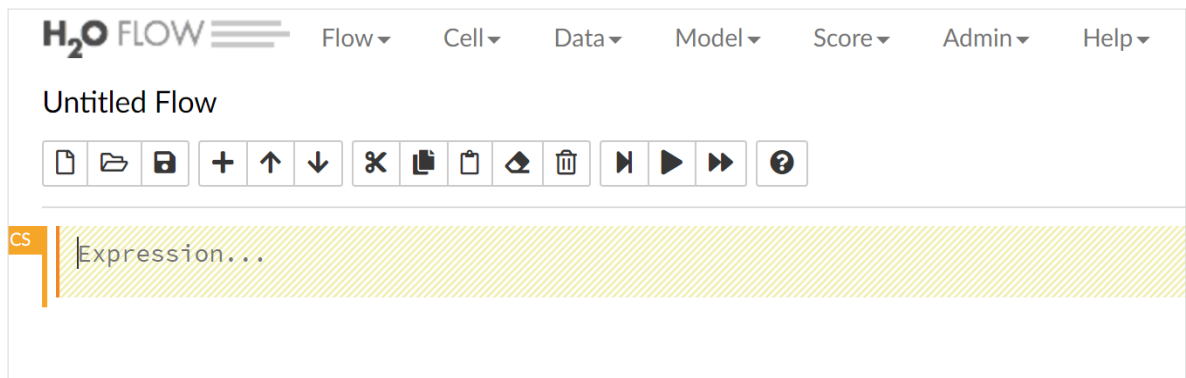 H2O FLOW Flow Cell Data Model Score Admin Help
Untitled Flow
CS
Expression...